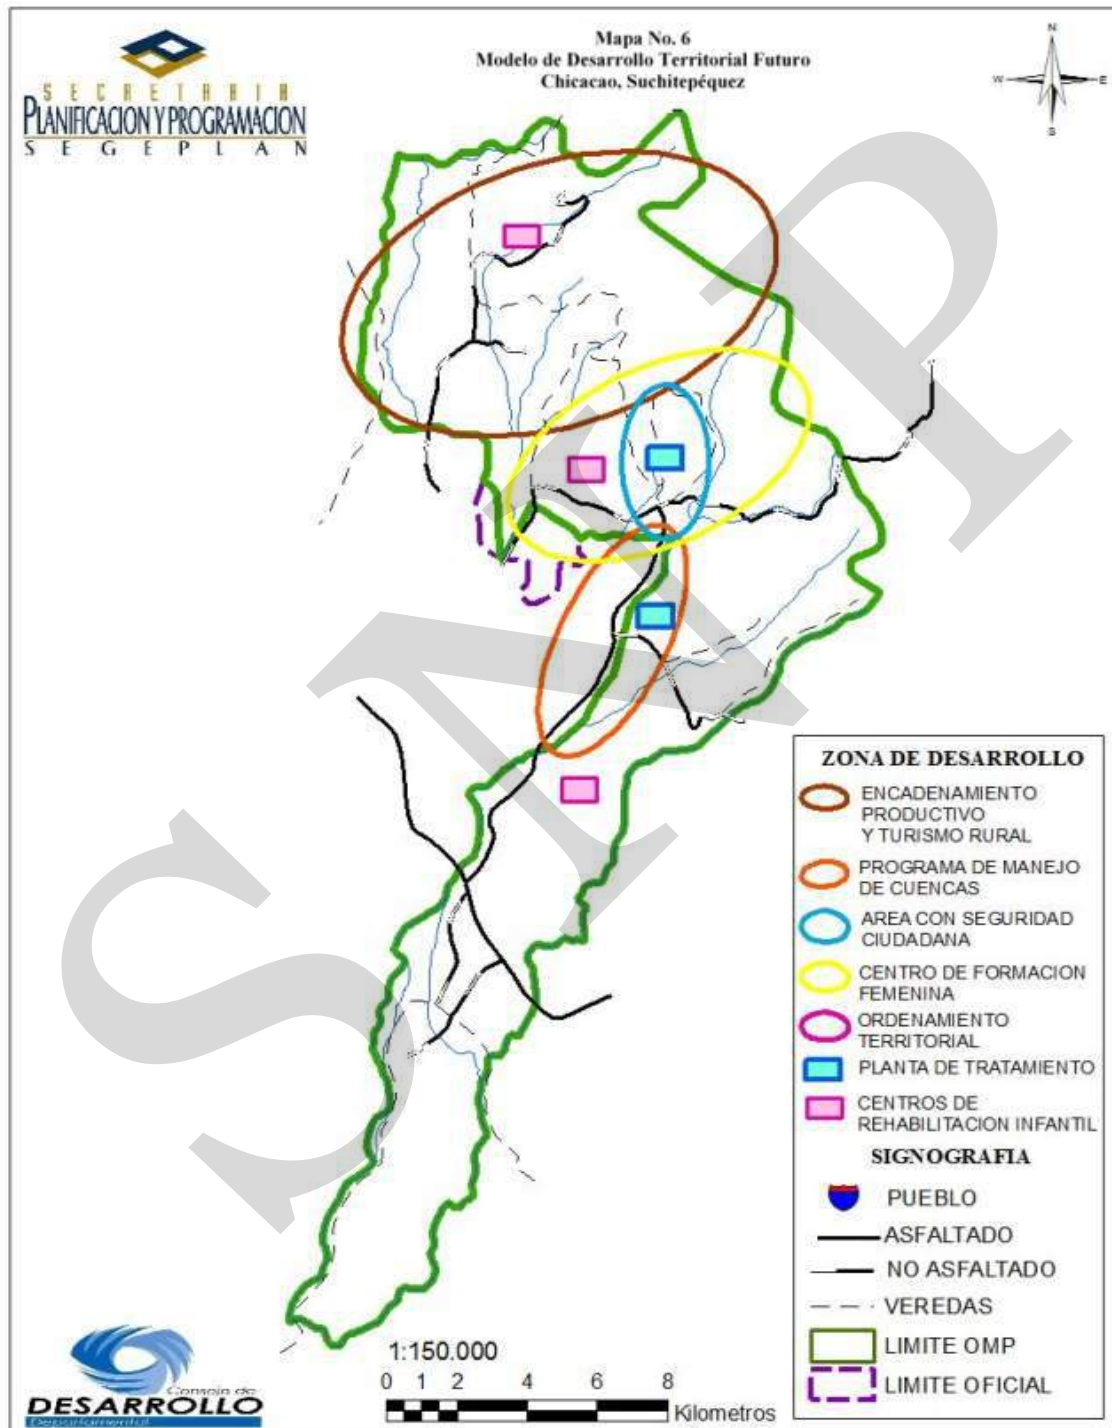 Mapa No. 6
Modelo de Desarrollo Territorial Futuro
Chicacao, Suchitepéquez
SECRETARIA
PLANIFICACION Y PROGRAMACION
SEGEPLAN
N
W
E
S
SNP
ZONA DE DESARROLLO
ENCADENAMIENTO
PRODUCTIVO
Y TURISMO RURAL
PROGRAMA DE MANEJO
DE CUENCAS
AREA CON SEGURIDAD
CIUDADANA
CENTRO DE FORMACION
FEMENINA
ORDENAMIENTO
TERRITORIAL
PLANTA DE TRATAMIENTO
CENTROS DE
REHABILITACION INFANTIL
SIGNOGRAFIA
PUEBLO
ASFALTADO
NO ASFALTADO
VEREDAS
LIMITE OMP
LIMITE OFICIAL
Consejo de
DESARROLLO
Departamental
1:150.000
0 1 2 4 6 8
Kilometros